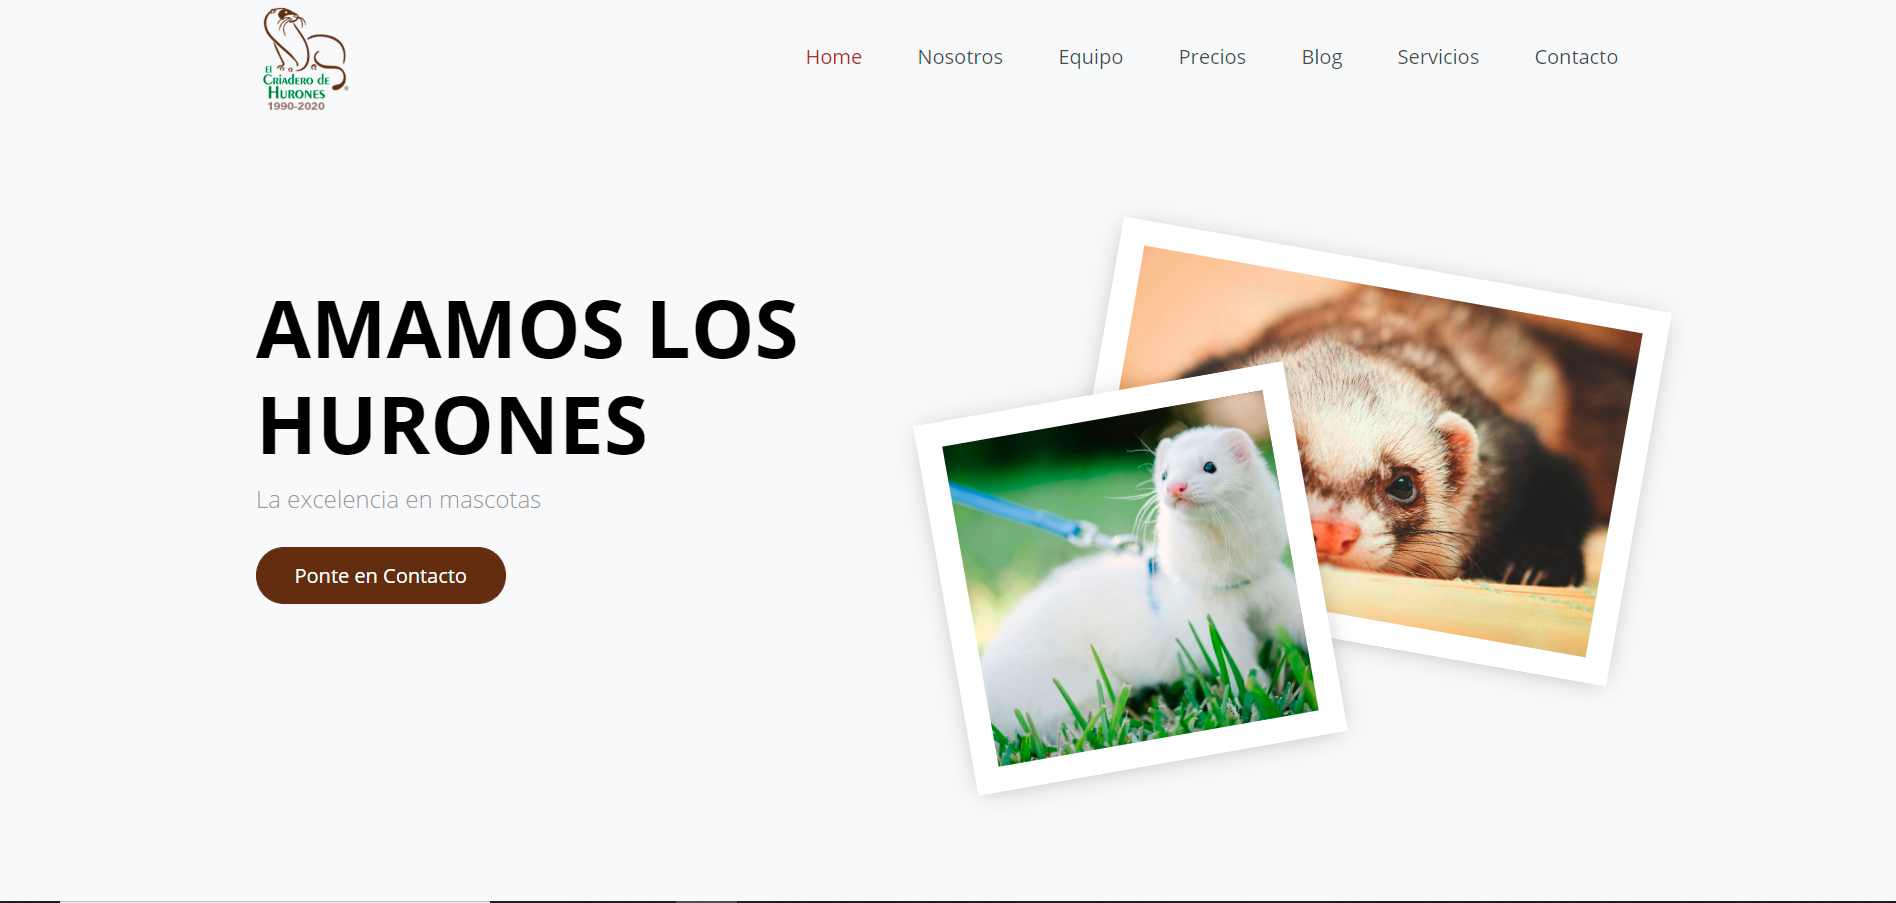 El
Criadero de
Hurones
®
1990-2020
Home
Nosotros
Equipo
Precios
Blog
Servicios
Contacto
AMAMOS LOS
HURONES
La excelencia en mascotas
Ponte en Contacto